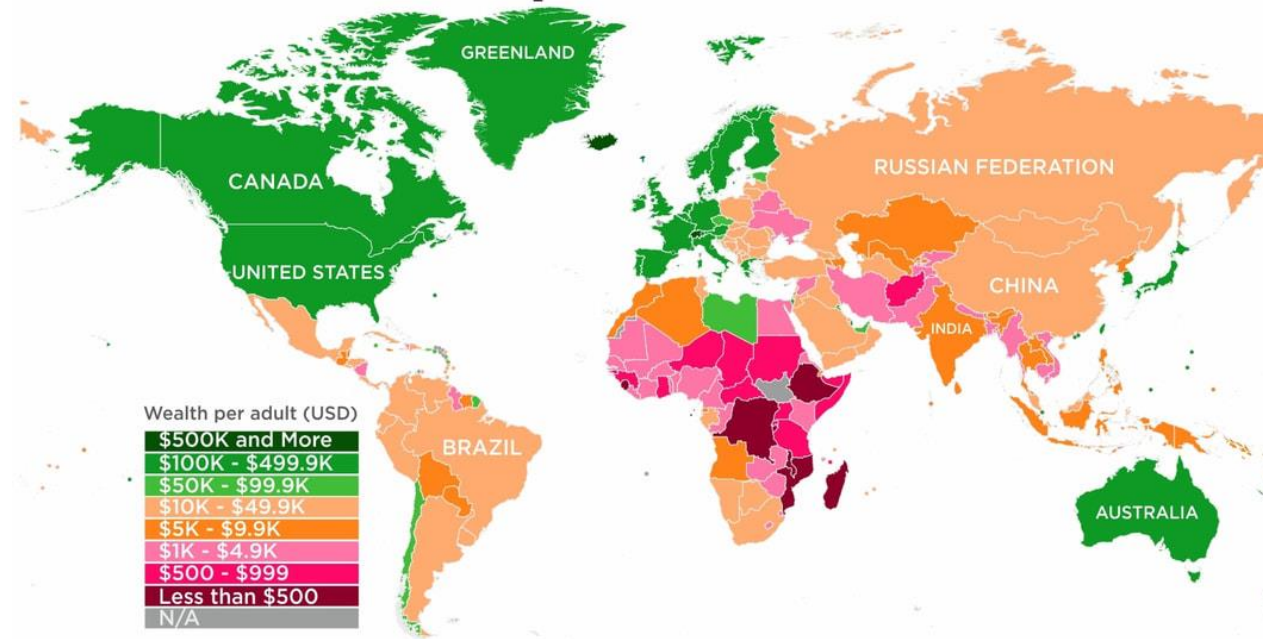 GREENLAND
CANADA
RUSSIAN FEDERATION
UNITED STATES
CHINA
INDIA
BRAZIL
AUSTRALIA
Wealth per adult (USD)
$500K and More
$100K - $499.9K
$50K - $99.9K
$10K - $49.9K
$5K - $9.9K
$1K - $4.9K
$500 - $999
Less than $500
N/A